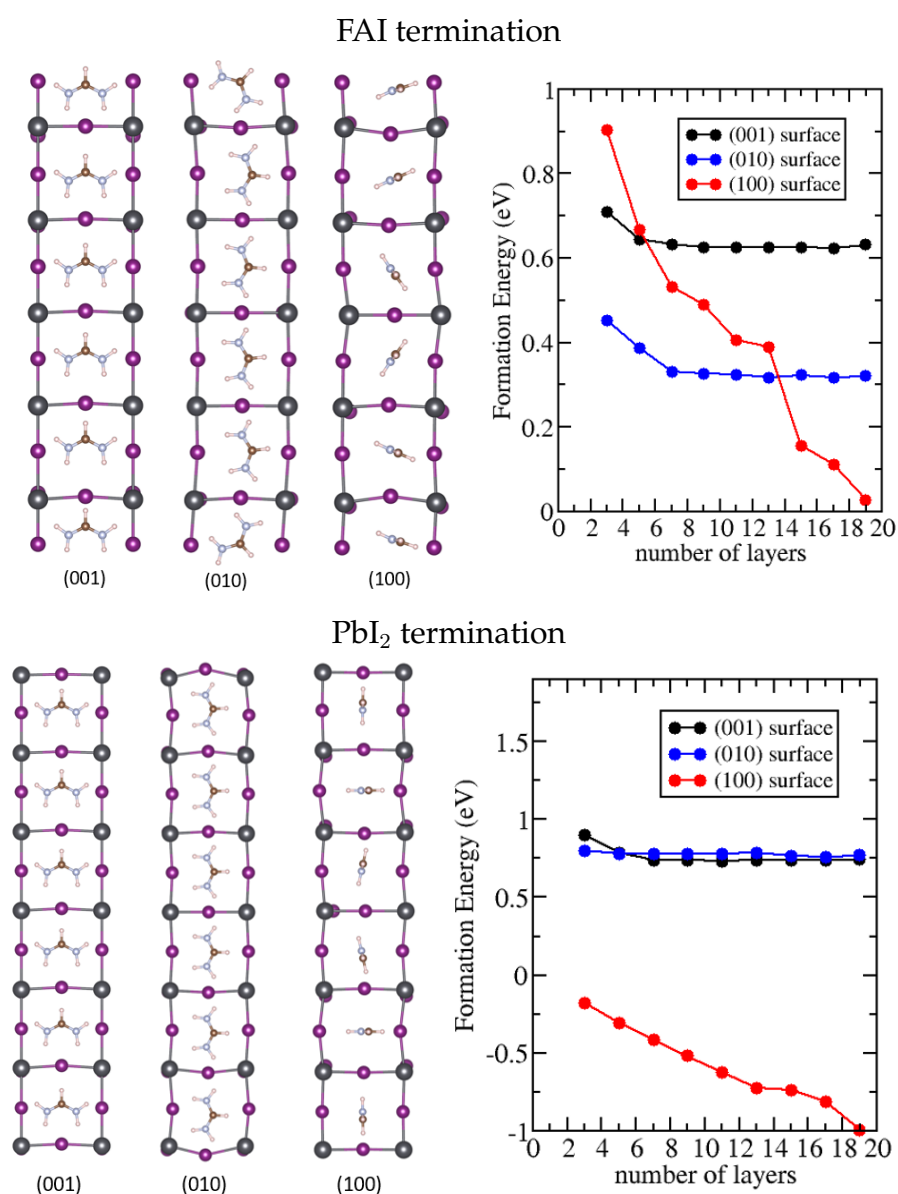 FAI termination
(001)
(010)
(100)
1
0.8
0.6
0.4
0.2
0
Formation Energy (eV)
(001) surface
(010) surface
(100) surface
0 2 4 6 8 10 12 14 16 18 20
number of layers
PbI₂ termination
(001)
(010)
(100)
1.5
1
0.5
0
-0.5
-1
Formation Energy (eV)
(001) surface
(010) surface
(100) surface
0 2 4 6 8 10 12 14 16 18 20
number of layers